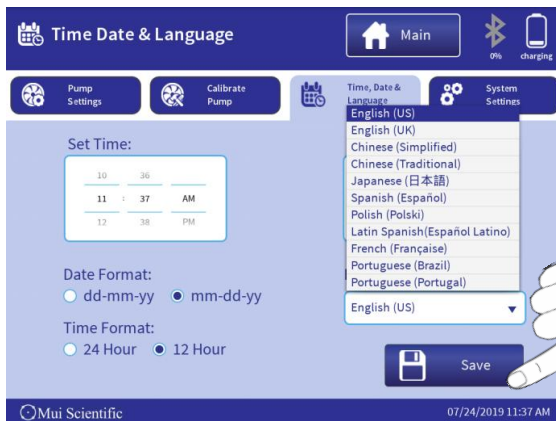 Time Date & Language
Main
0%
charging
Pump
Settings
Calibrate
Pump
Time, Date &
Language
System
Settings
English (US)
English (UK)
Chinese (Simplified)
Chinese (Traditional)
Japanese (日本語)
Spanish (Español)
Polish (Polski)
Latin Spanish(Español Latino)
French (Française)
Portuguese (Brazil)
Portuguese (Portugal)
English (US)
Set Time:
10 36
11 : 37 AM
12 38 PM
Date Format:
dd-mm-yy mm-dd-yy
Time Format:
24 Hour 12 Hour
Save
Mui Scientific
07/24/2019 11:37 AM